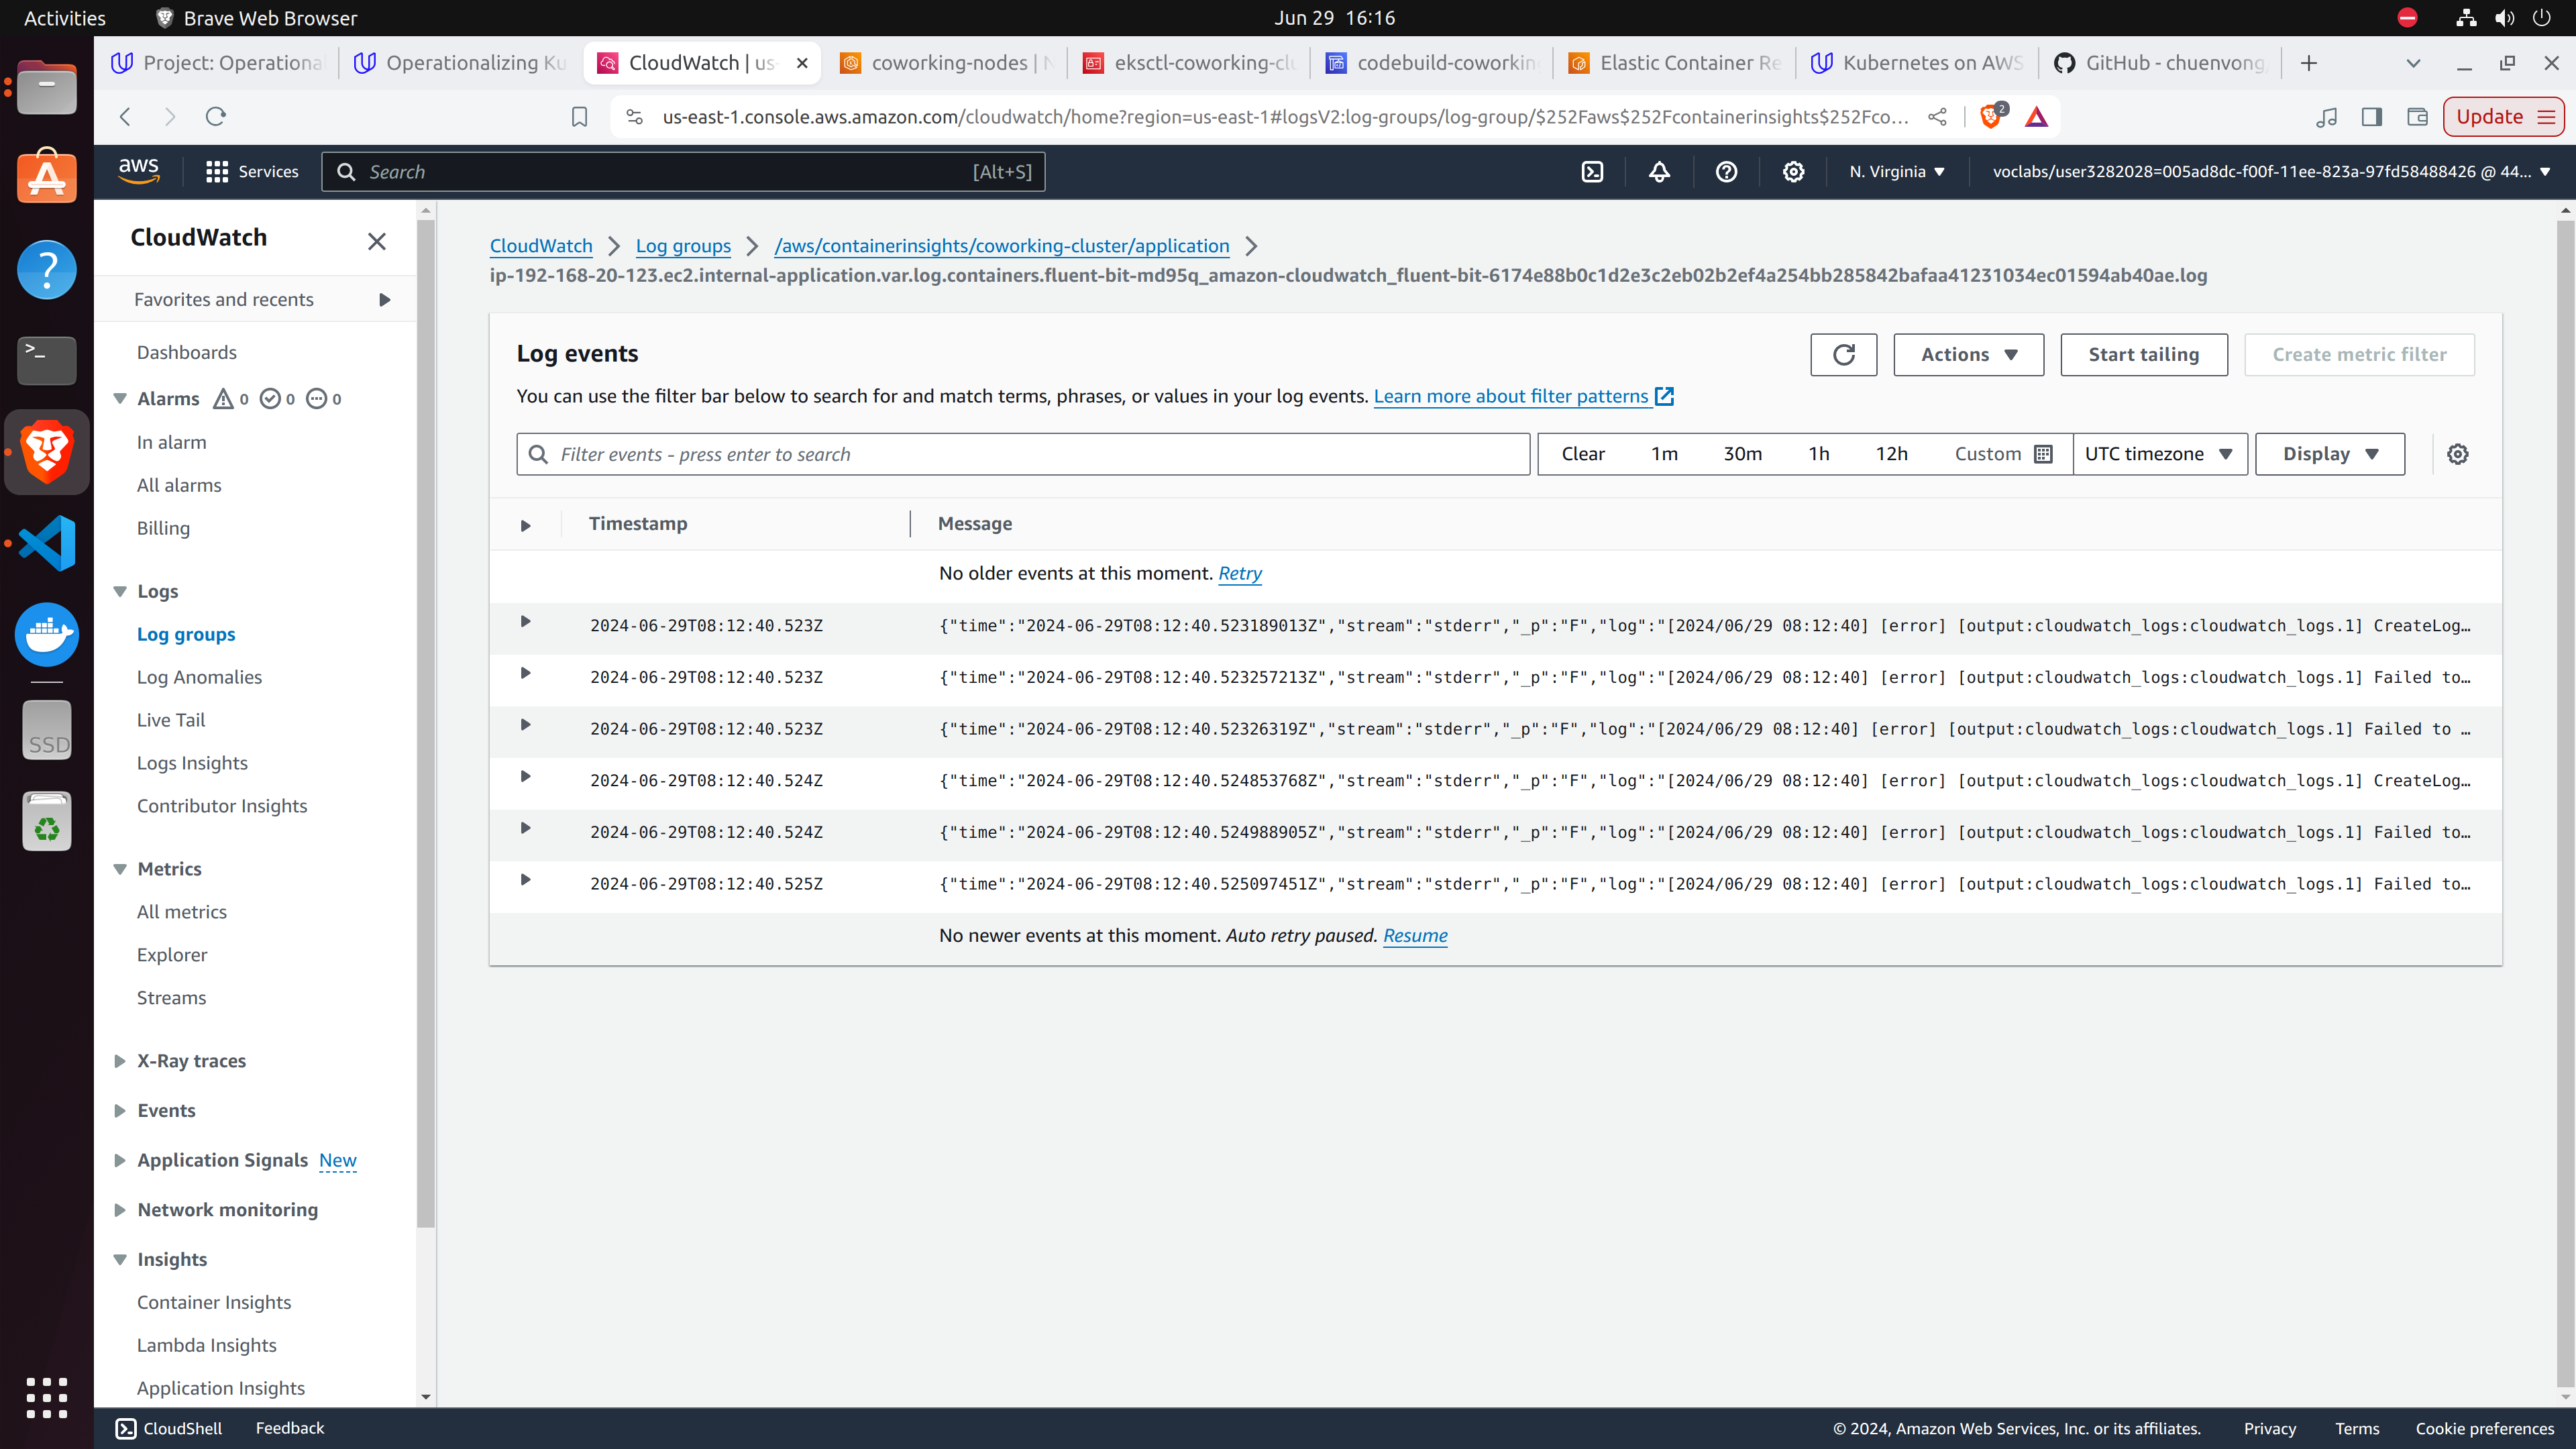 Activities
Brave Web Browser
Jun 29 16:16
Project: Operational
Operationalizing Ku
CloudWatch | us-
coworking-nodes | N
eksctl-coworking-clu
codebuild-coworking
Elastic Container Re
Kubernetes on AWS
GitHub - chuenvong
us-east-1.console.aws.amazon.com/cloudwatch/home?region=us-east-1#logsV2:log-groups/log-group/$252Faws$252Fcontainerinsights$252Fco...
2
Update
aws
Services
Search
[Alt+S]
N. Virginia
voclabs/user3282028=005ad8dc-f00f-11ee-823a-97fd58488426 @ 44...
CloudWatch
Favorites and recents
Dashboards
Alarms 0 0 0
In alarm
All alarms
Billing
Logs
Log groups
Log Anomalies
Live Tail
Logs Insights
Contributor Insights
Metrics
All metrics
Explorer
Streams
X-Ray traces
Events
Application Signals New
Network monitoring
Insights
Container Insights
Lambda Insights
Application Insights
SSD
CloudWatch
Log groups
/aws/containerinsights/coworking-cluster/application
ip-192-168-20-123.ec2.internal-application.var.log.containers.fluent-bit-md95q_amazon-cloudwatch_fluent-bit-6174e88b0c1d2e3c2eb02b2ef4a254bb285842bafaa41231034ec01594ab40ae.log
Log events
Actions
Start tailing
Create metric filter
You can use the filter bar below to search for and match terms, phrases, or values in your log events. Learn more about filter patterns
Filter events - press enter to search
Clear
1m
30m
1h
12h
Custom
UTC timezone
Display
Timestamp
Message
No older events at this moment. Retry
2024-06-29T08:12:40.523Z {"time":"2024-06-29T08:12:40.523189013Z","stream":"stderr","_p":"F","log":"[2024/06/29 08:12:40] [error] [output:cloudwatch_logs:cloudwatch_logs.1] CreateLog…
2024-06-29T08:12:40.523Z {"time":"2024-06-29T08:12:40.523257213Z","stream":"stderr","_p":"F","log":"[2024/06/29 08:12:40] [error] [output:cloudwatch_logs:cloudwatch_logs.1] Failed to…
2024-06-29T08:12:40.523Z {"time":"2024-06-29T08:12:40.52326319Z","stream":"stderr","_p":"F","log":"[2024/06/29 08:12:40] [error] [output:cloudwatch_logs:cloudwatch_logs.1] Failed to …
2024-06-29T08:12:40.524Z {"time":"2024-06-29T08:12:40.524853768Z","stream":"stderr","_p":"F","log":"[2024/06/29 08:12:40] [error] [output:cloudwatch_logs:cloudwatch_logs.1] CreateLog…
2024-06-29T08:12:40.524Z {"time":"2024-06-29T08:12:40.524988905Z","stream":"stderr","_p":"F","log":"[2024/06/29 08:12:40] [error] [output:cloudwatch_logs:cloudwatch_logs.1] Failed to…
2024-06-29T08:12:40.525Z {"time":"2024-06-29T08:12:40.525097451Z","stream":"stderr","_p":"F","log":"[2024/06/29 08:12:40] [error] [output:cloudwatch_logs:cloudwatch_logs.1] Failed to…
No newer events at this moment. Auto retry paused. Resume
CloudShell
Feedback
© 2024, Amazon Web Services, Inc. or its affiliates.
Privacy
Terms
Cookie preferences